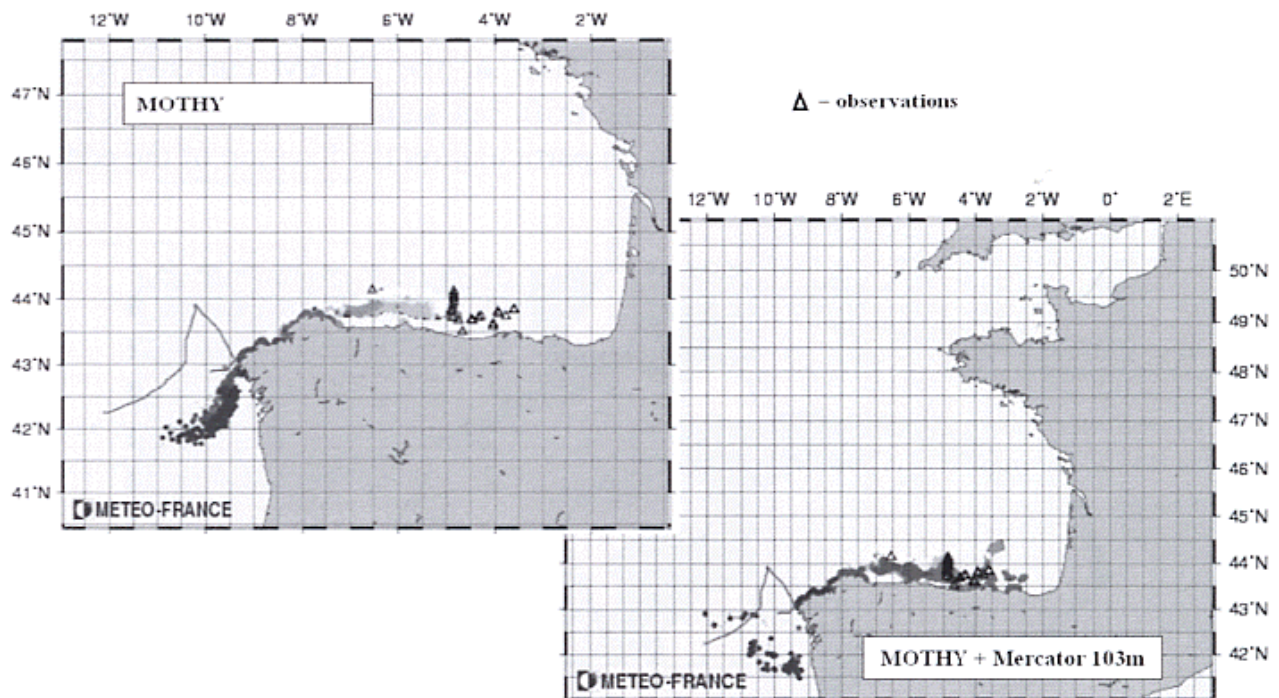 12°W 10°W 8°W 6°W 4°W 2°W
47°N
46°N
45°N
44°N
43°N
42°N
41°N
MOTHY
METEO-FRANCE
Δ – observations
12°W 10°W 8°W 6°W 4°W 2°W 0° 2°E
50°N
49°N
48°N
47°N
46°N
45°N
44°N
43°N
42°N
MOTHY + Mercator 103m
METEO-FRANCE